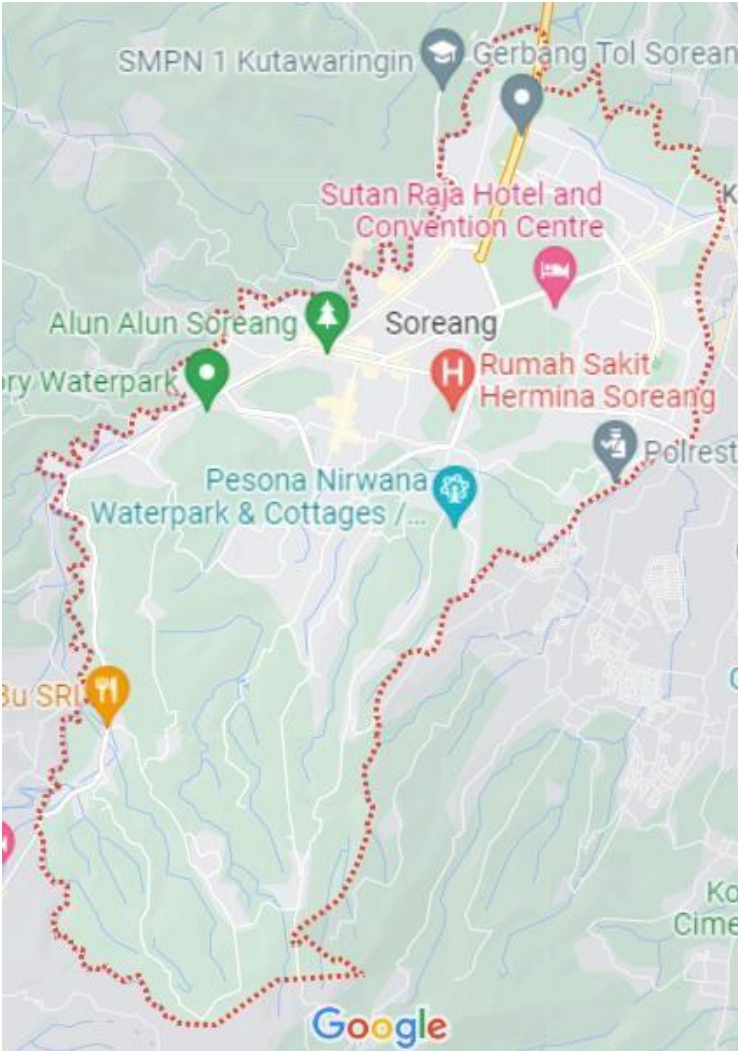 SMPN 1 Kutawaringin
Gerbang Tol Sorean
Sutan Raja Hotel and
Convention Centre
K
Alun Alun Soreang
Soreang
ory Waterpark
Rumah Sakit
Hermina Soreang
Polrest
Pesona Nirwana
Waterpark & Cottages /...
Bu SRI
Ko
Cime
Google